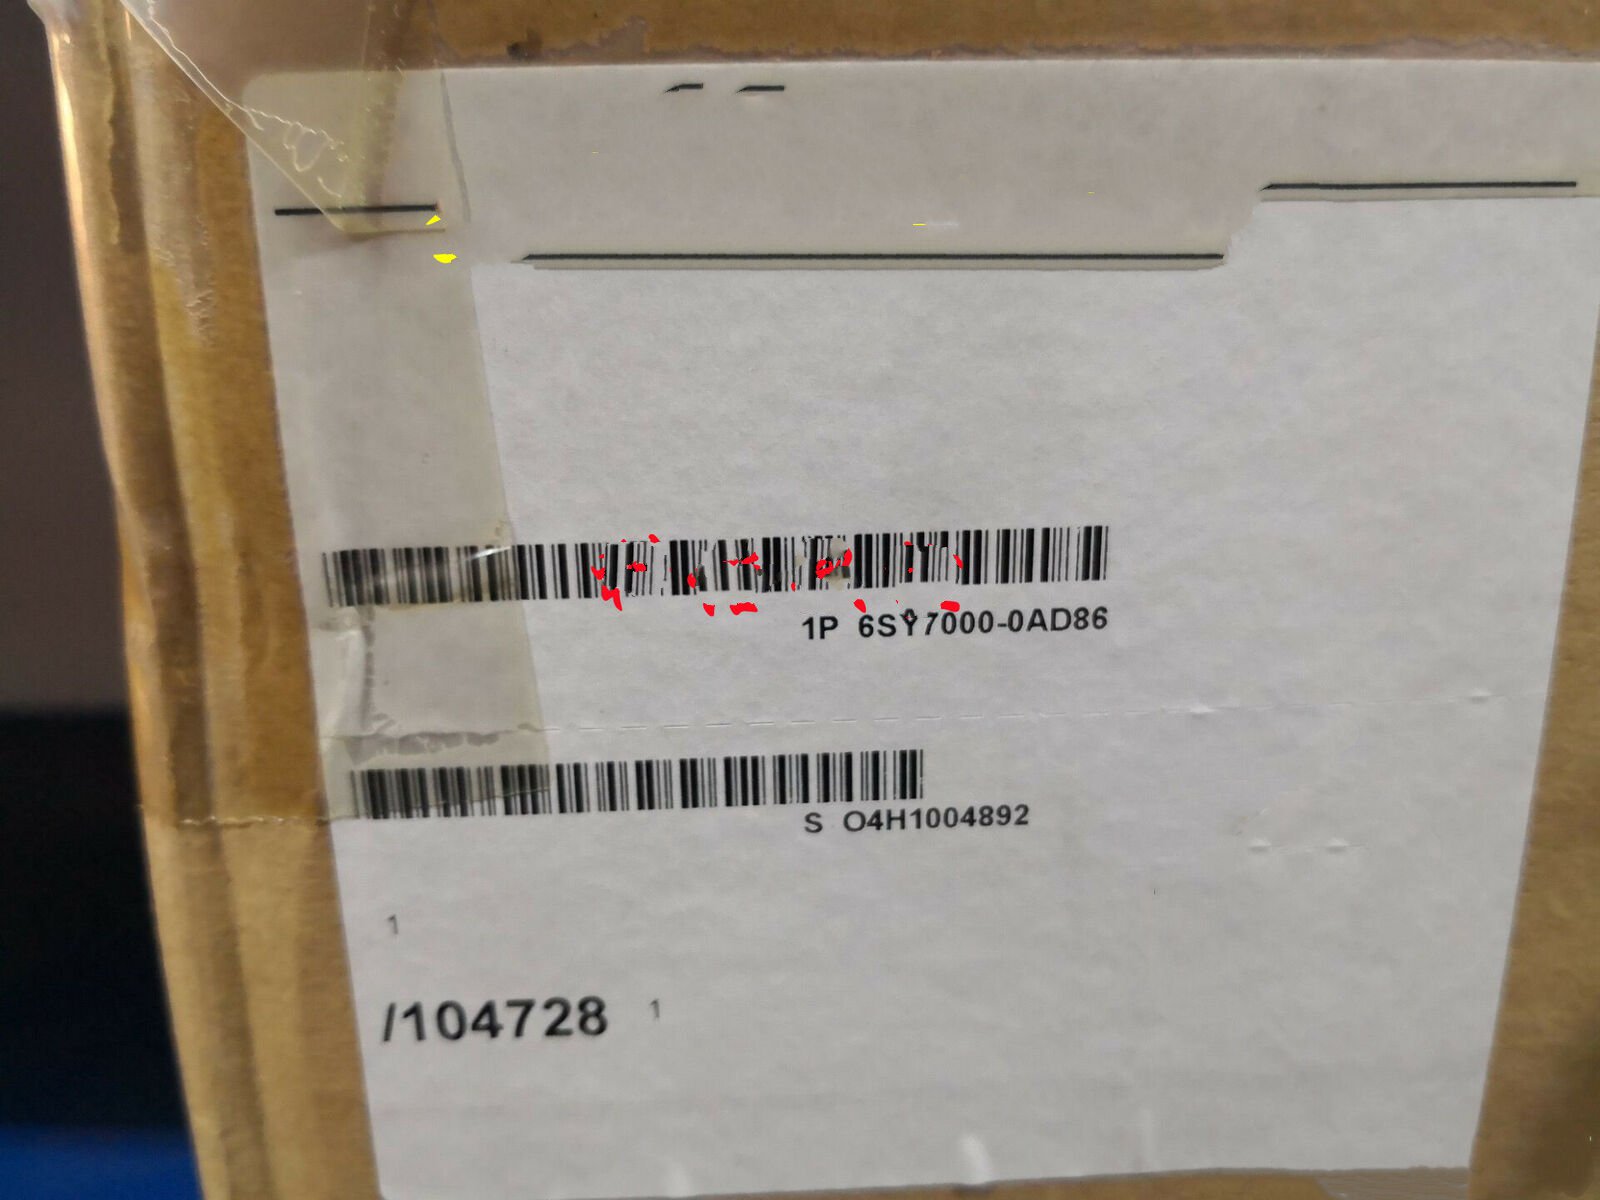 1P 6SY7000-0AD86
S O4H1004892
1
/104728 1